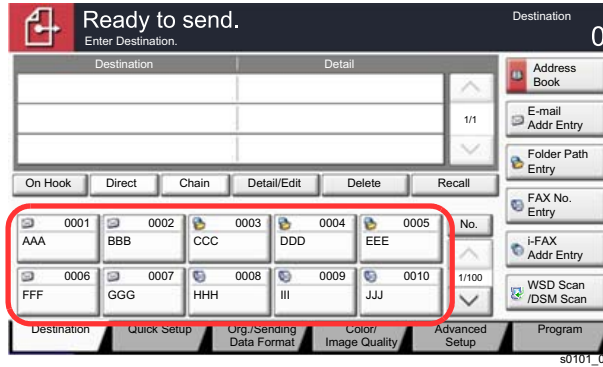 Ready to send.
Destination
Enter Destination.
0
Destination Detail
1/1
Address
Book
E-mail
Addr Entry
Folder Path
Entry
FAX No.
Entry
i-FAX
Addr Entry
WSD Scan
/DSM Scan
On Hook Direct Chain Detail/Edit Delete Recall
0001 0002 0003 0004 0005 No.
AAA BBB CCC DDD EEE
0006 0007 0008 0009 0010 1/100
FFF GGG HHH III JJJ
Destination Quick Setup Org./Sending
Data Format Color/
Image Quality Advanced
Setup Program
s0101_0